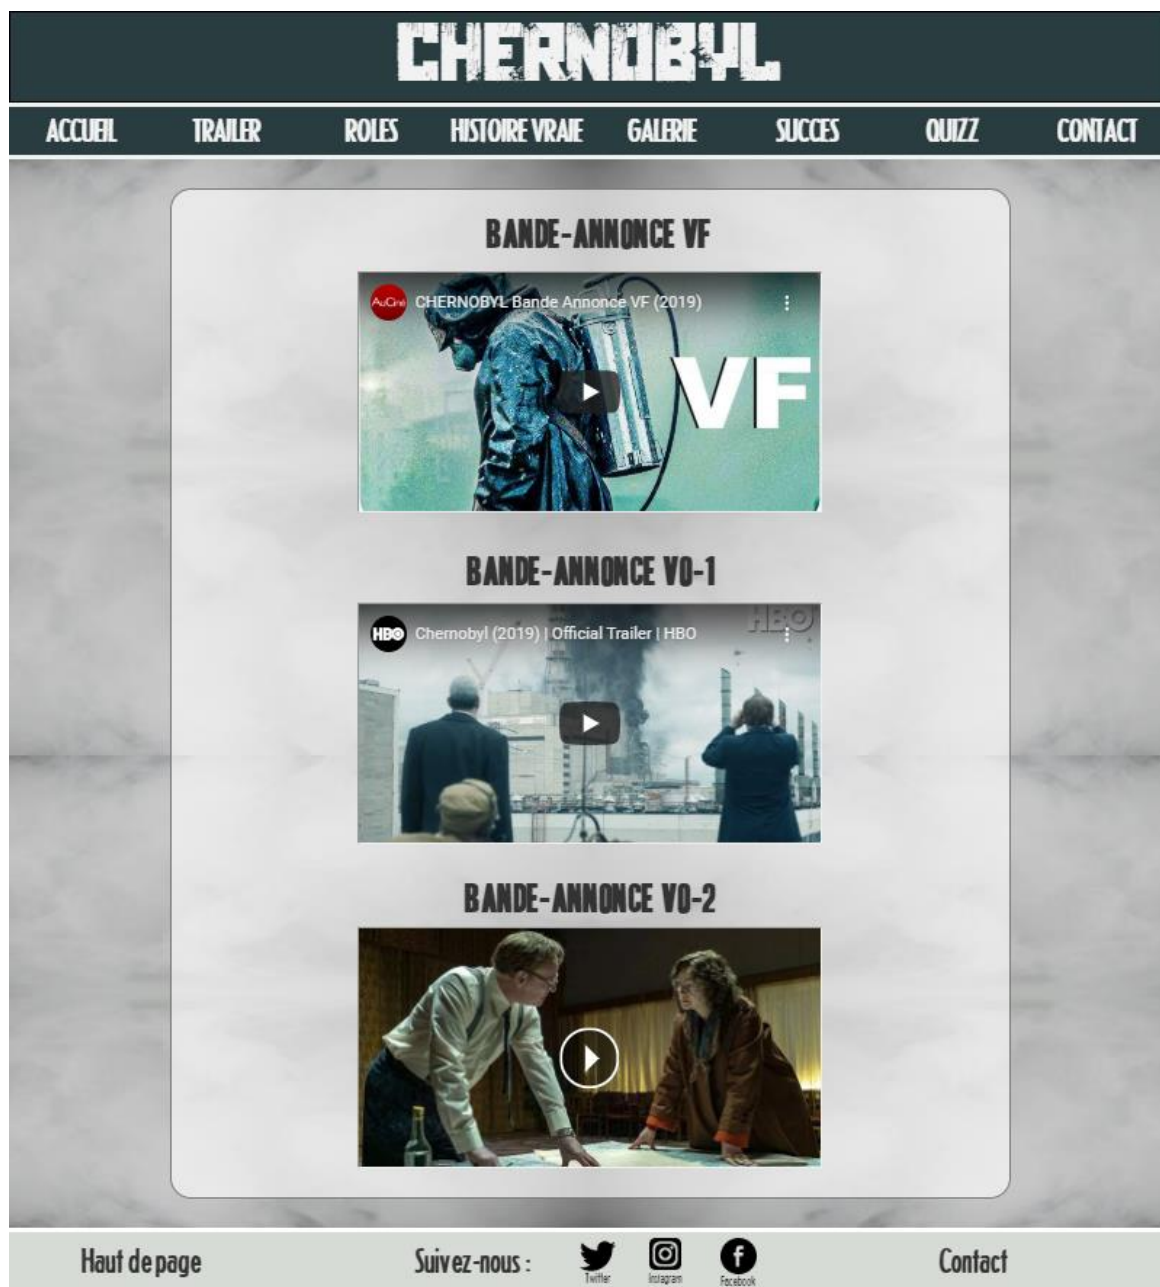 CHERNOBYL
ACCUEIL TRAILER ROLES HISTOIRE VRAIE GALERIE SUCCES QUIZZ CONTACT
BANDE-ANNONCE VF
AuCiné CHERNOBYL Bande Annonce VF (2019)
VF
BANDE-ANNONCE VO-1
HBO
HBO Chernobyl (2019) | Official Trailer | HBO
BANDE-ANNONCE VO-2
Haut de page Suivez-nous : Twitter Instagram Facebook Contact